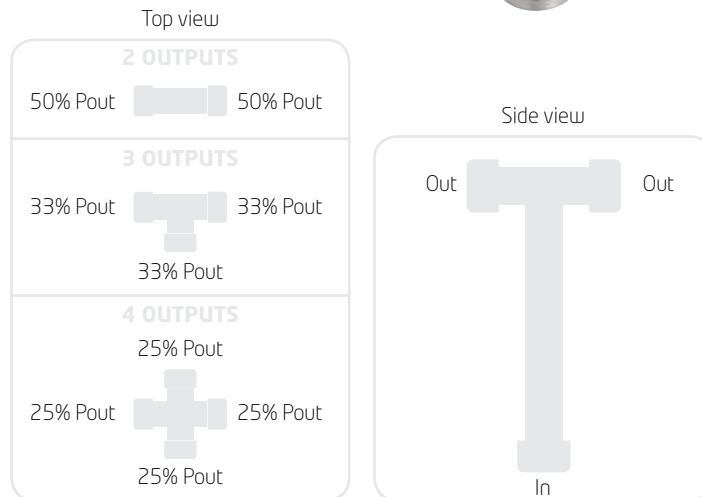 Top view
2 OUTPUTS
50% Pout 50% Pout
3 OUTPUTS
33% Pout 33% Pout
33% Pout
4 OUTPUTS
25% Pout
25% Pout 25% Pout
25% Pout
Side view
Out Out
In